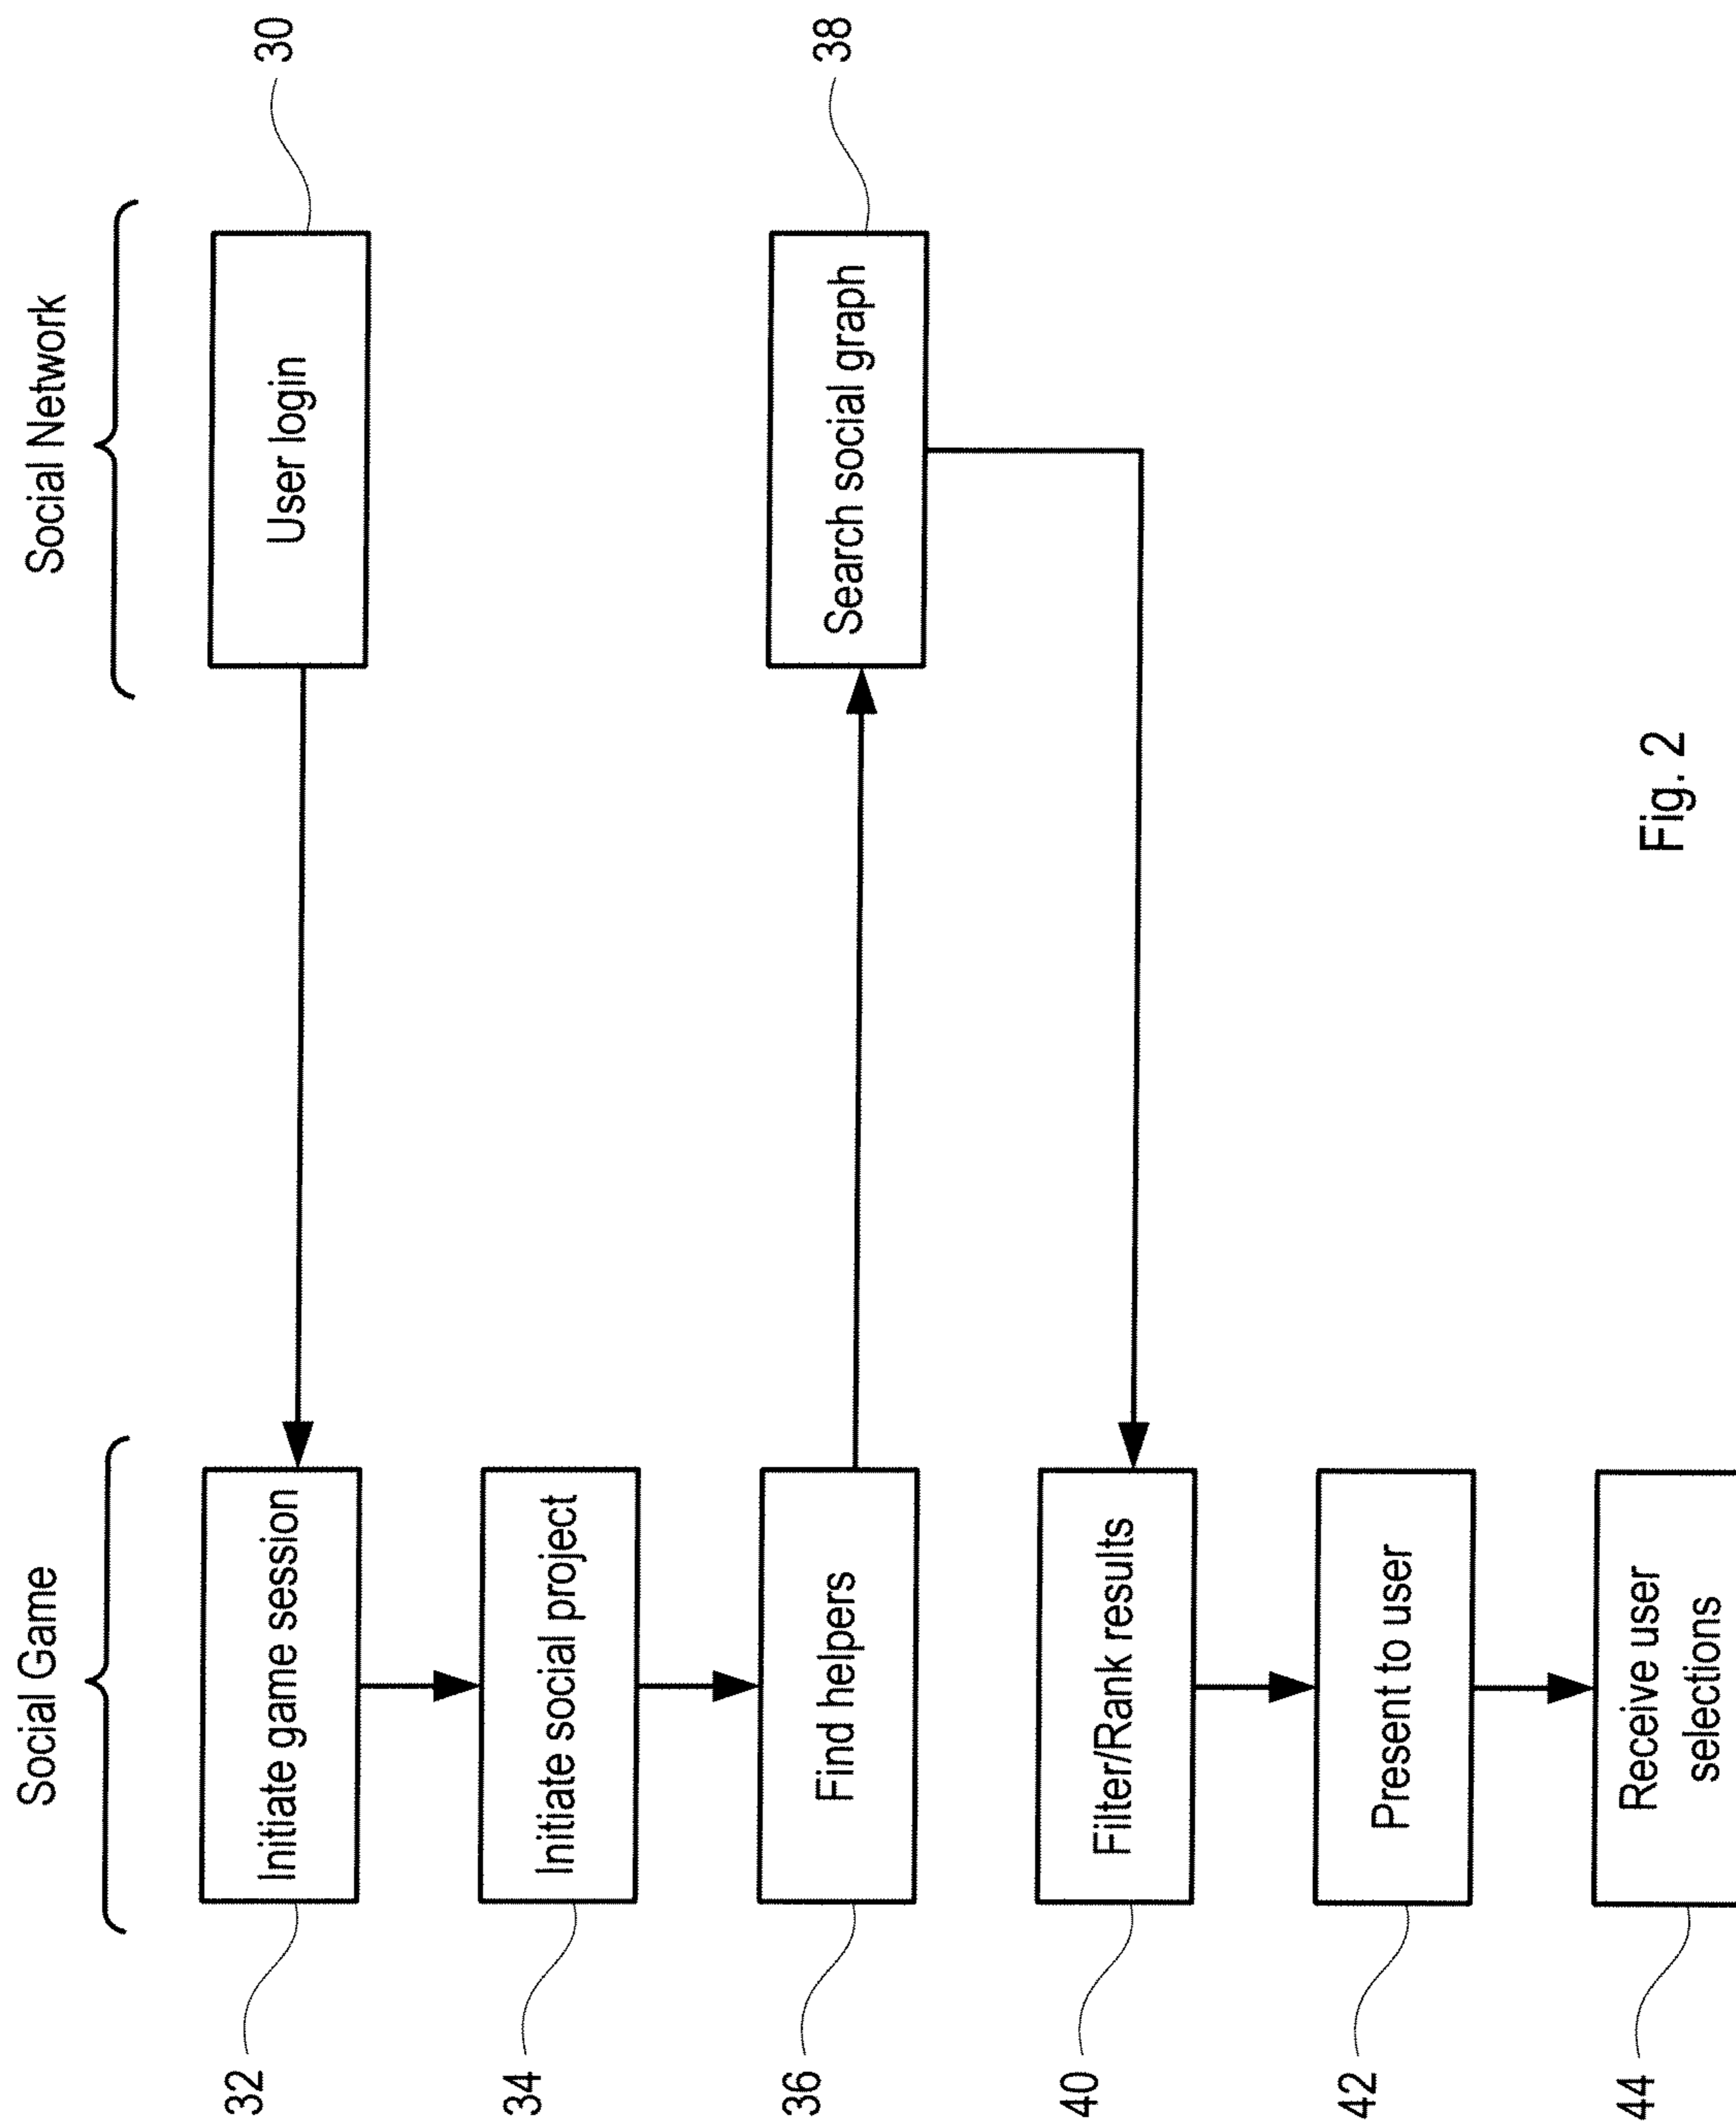 Social Game
Social Network
32
Initiate game session
User login
30
34
Initiate social project
36
Find helpers
Search social graph
38
40
Filter/Rank results
42
Present to user
44
Receive user
selections
Fig. 2